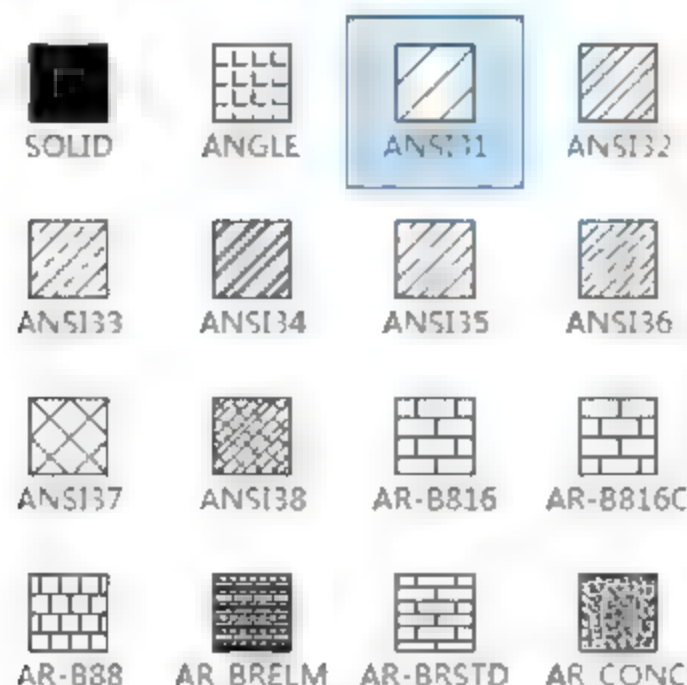 SOLID ANGLE ANSI31 ANSI32
ANSI33 ANSI34 ANSI35 ANSI36
ANSI37 ANSI38 AR-B816 AR-B816C
AR-B88 AR-BRELM AR-BRSTD AR-CONC